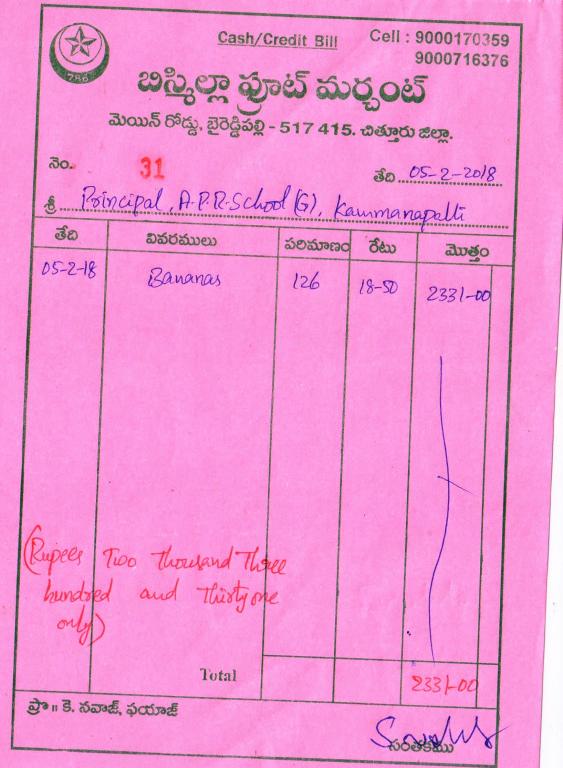 Cash/Credit Bill Cell : 9000170359
9000716376
786
బిస్మిల్లా ఫ్రూట్ మర్చంట్
మెయిన్ రోడ్డు, బైరెడ్డిపల్లి - 517 415. చిత్తూరు జిల్లా.
నెం. 31 తేది 05-2-2018
శ్రీ Principal, A.P.R. School (G), Kammanapalli
తేది వివరములు పరిమాణం రేటు మొత్తం
05-2-18 Bananas 126 18-50 2331-00
(Rupees Two Thousand Three
hundred and Thirty one
only)
Total 2331-00
ప్రొ॥ కె. నవాజ్, ఫయాజ్
సంతకము